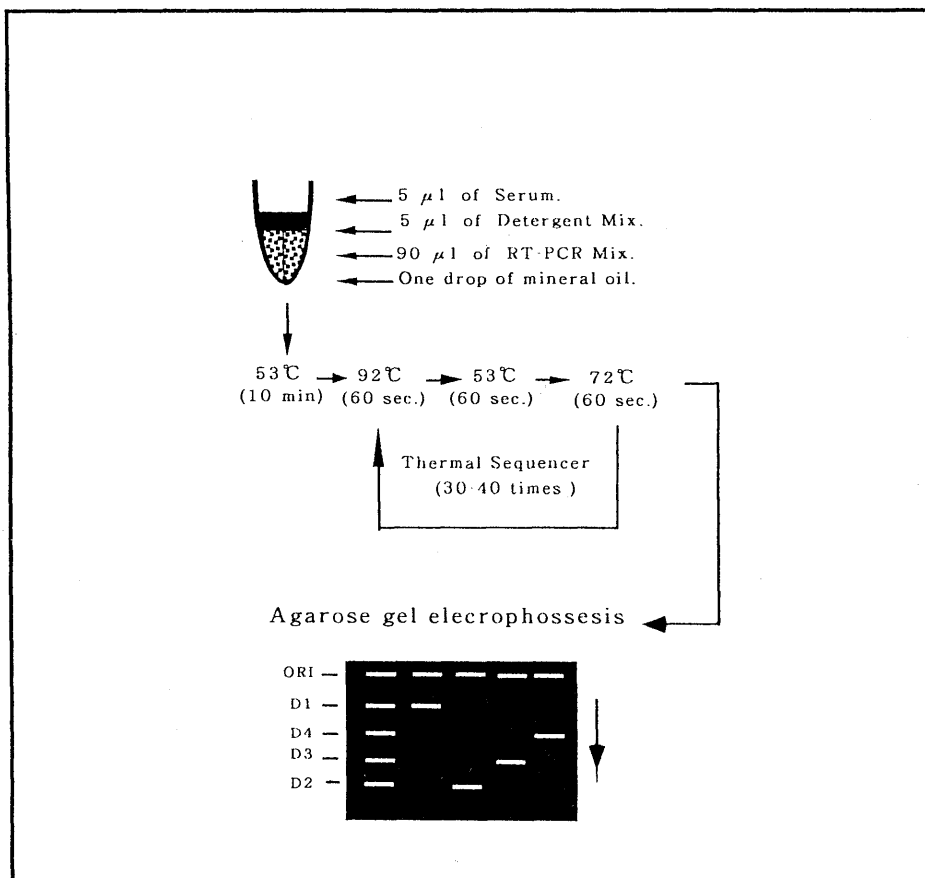 5 μl of Serum.
5 μl of Detergent Mix.
90 μl of RT-PCR Mix.
One drop of mineral oil.
53℃ 92℃ 53℃ 72℃
(10 min) (60 sec.) (60 sec.) (60 sec.)
Thermal Sequencer
(30-40 times)
Agarose gel elecrophossesis
ORI
D1
D4
D3
D2